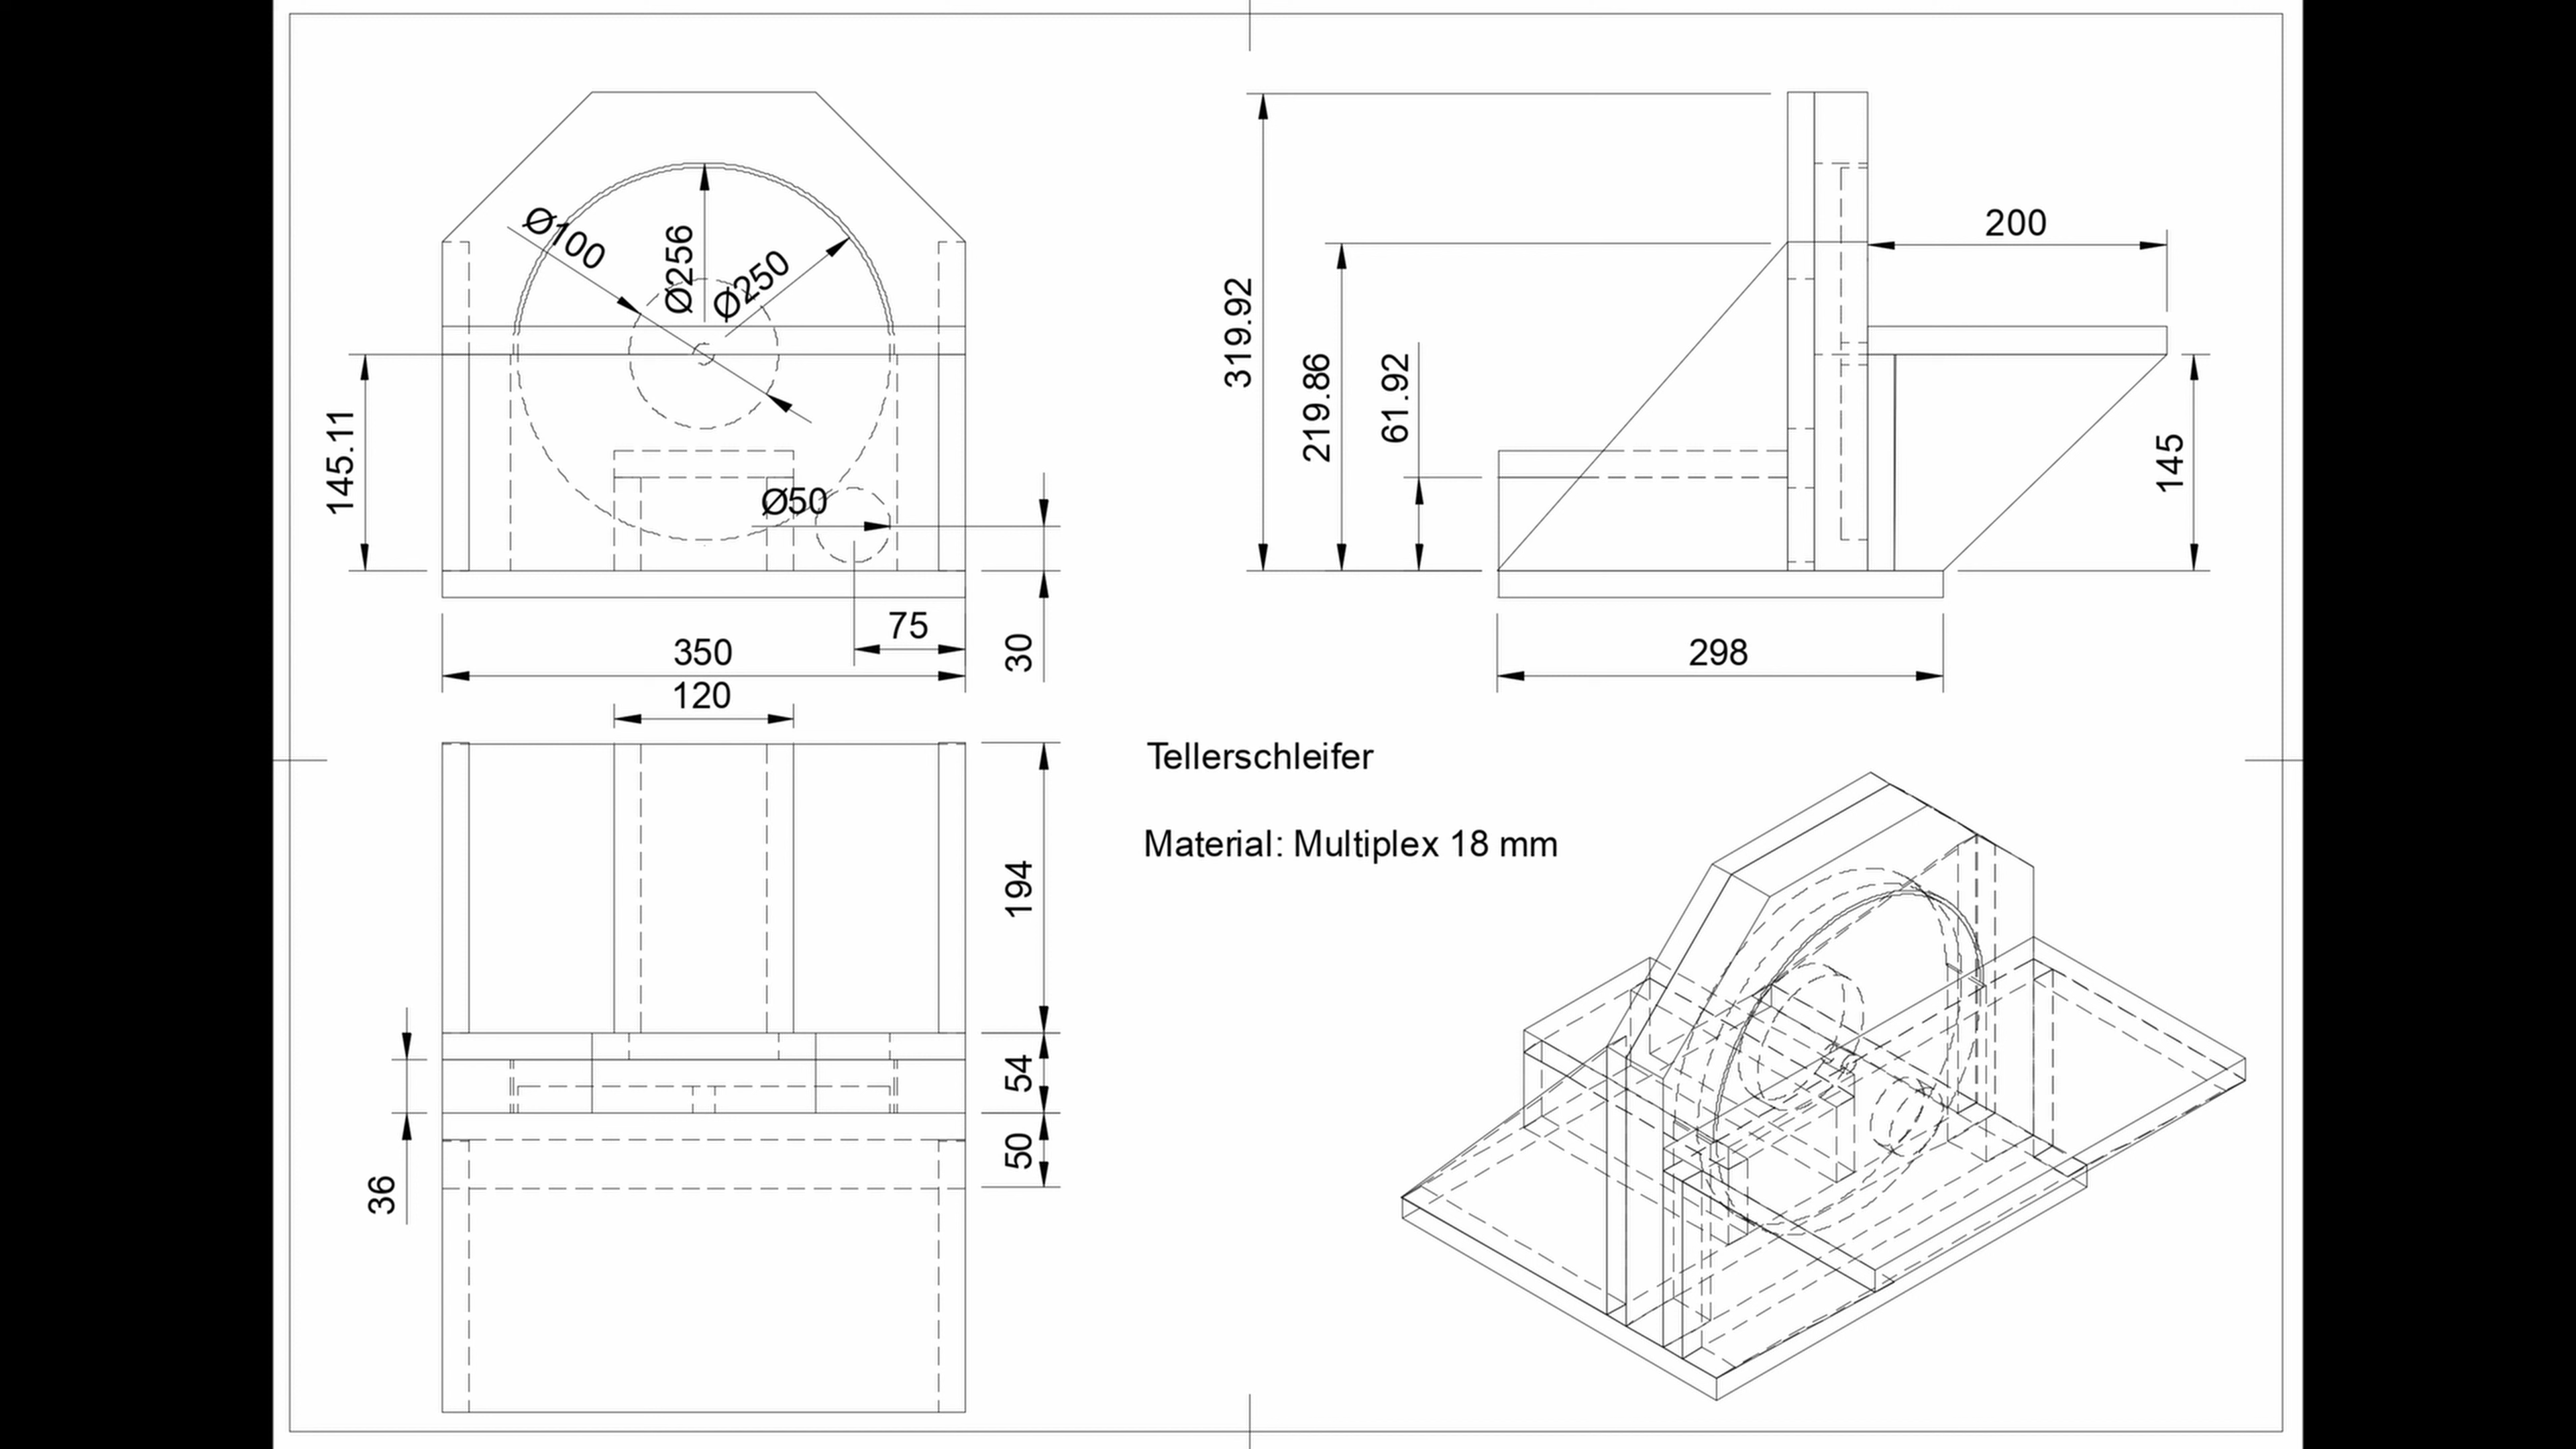 Ø100
Ø256
Ø250
145.11
Ø50
75
30
350
120
319.92
219.86
61.92
200
145
298
194
54
50
36
Tellerschleifer
Material: Multiplex 18 mm